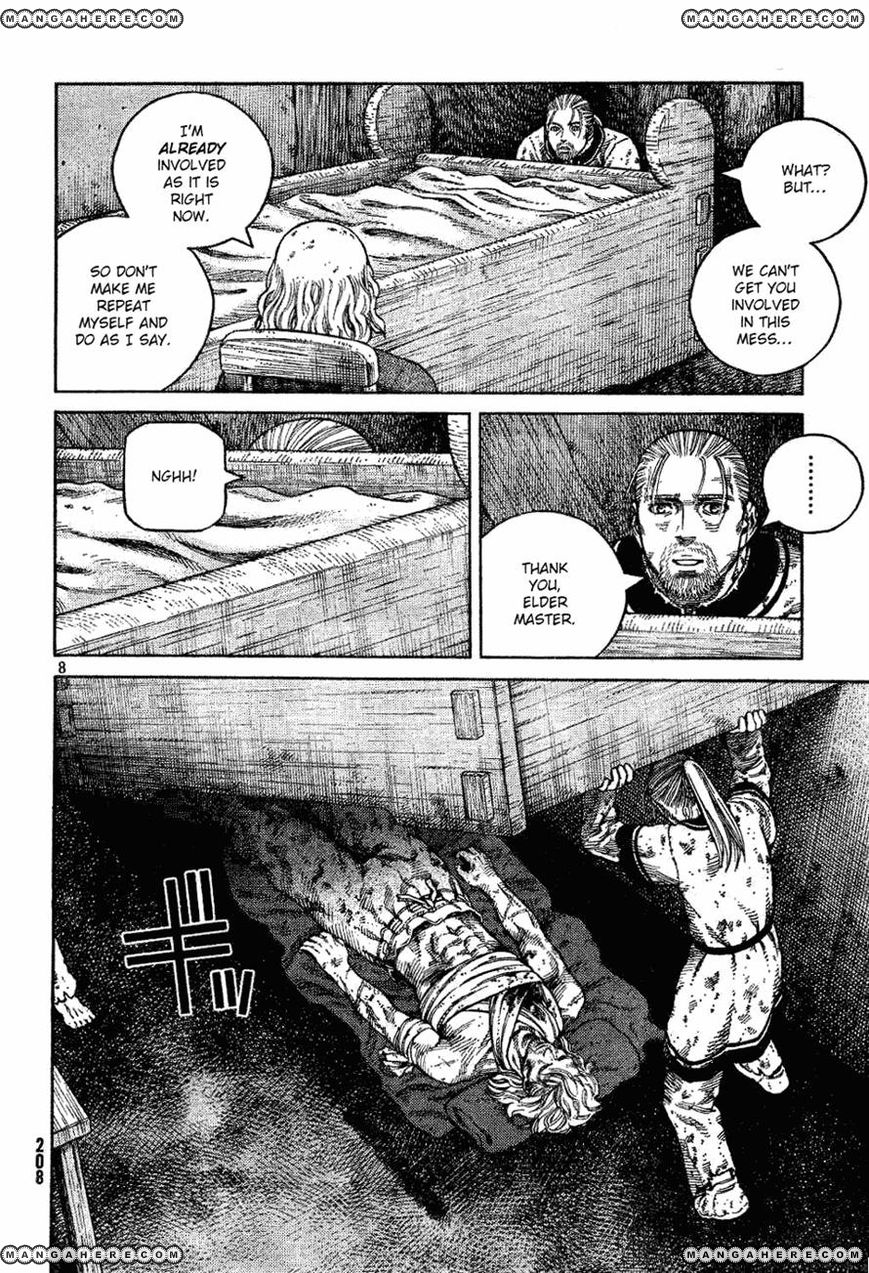 MANGAHERE.COM
MANGAHERE.COM
WHAT?
BUT...
WE CAN'T
GET YOU
INVOLVED
IN THIS
MESS...
I'M
ALREADY
INVOLVED
AS IT IS
RIGHT
NOW.
SO DON'T
MAKE ME
REPEAT
MYSELF AND
DO AS I SAY.
.........
THANK
YOU,
ELDER
MASTER.
NGHH!
8
ギッ
208
MANGAHERE.COM
MANGAHERE.COM